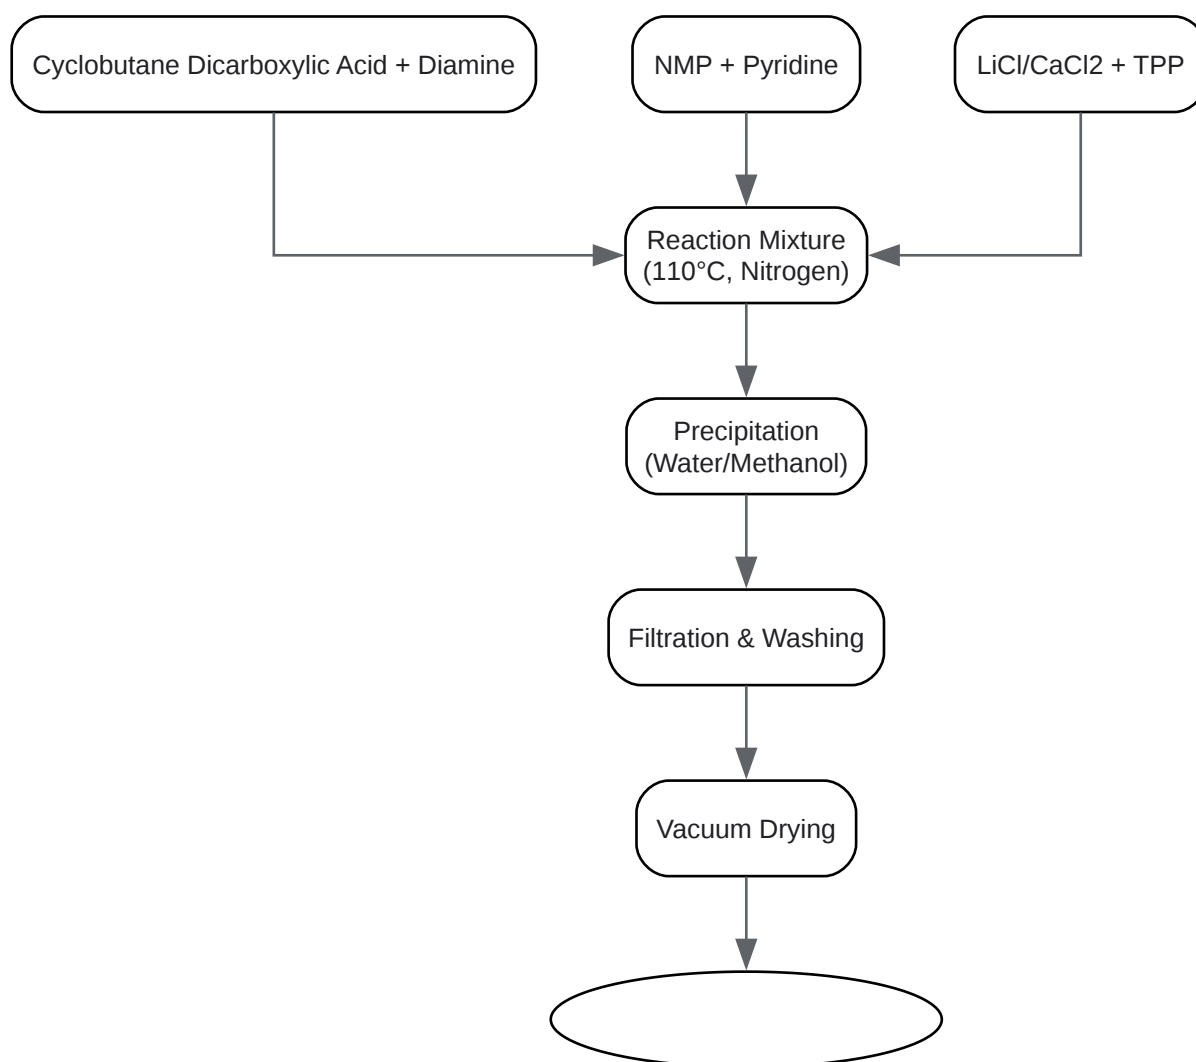 Cyclobutane Dicarboxylic Acid + Diamine
NMP + Pyridine
LiCl/CaCl2 + TPP
Reaction Mixture
(110°C, Nitrogen)
Precipitation
(Water/Methanol)
Filtration & Washing
Vacuum Drying